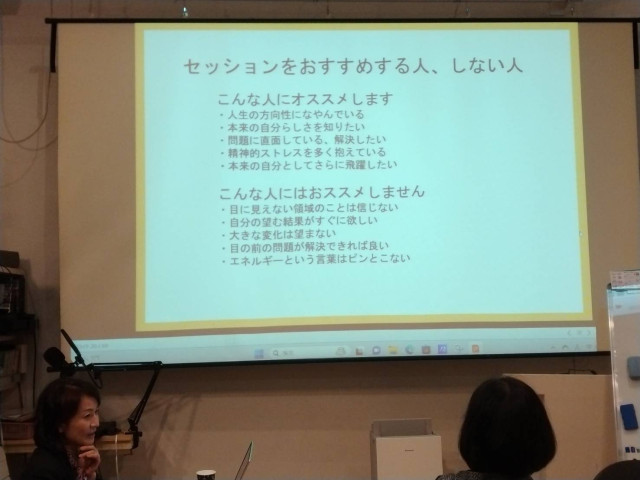 セッションをおすすめする人、しない人
こんな人にオススメします
・人生の方向性になやんでいる
・本来の自分らしさを知りたい
・問題に直面している、解決したい
・精神的ストレスを多く抱えている
・本来の自分としてさらに飛躍したい
こんな人にはおススメしません
・目に見えない領域のことは信じない
・自分の望む結果がすぐに欲しい
・大きな変化は望まない
・目の前の問題が解決できれば良い
・エネルギーという言葉はピンとこない